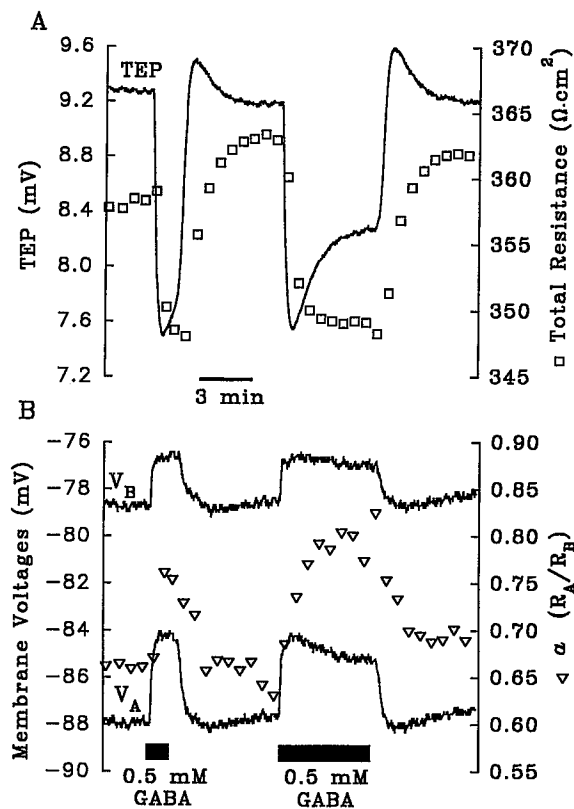 A
9.6
9.2
8.8
8.4
8.0
7.6
7.2
TEP (mV)
TEP
370
365
360
355
350
345
□ Total Resistance (Ω·cm²)
3 min
B
-76
-78
-80
-82
-84
-86
-88
-90
Membrane Voltages (mV)
V_B
V_A
0.90
0.85
0.80
0.75
0.70
0.65
0.60
0.55
▽ a (R_A/R_B)
0.5 mM
GABA
0.5 mM
GABA